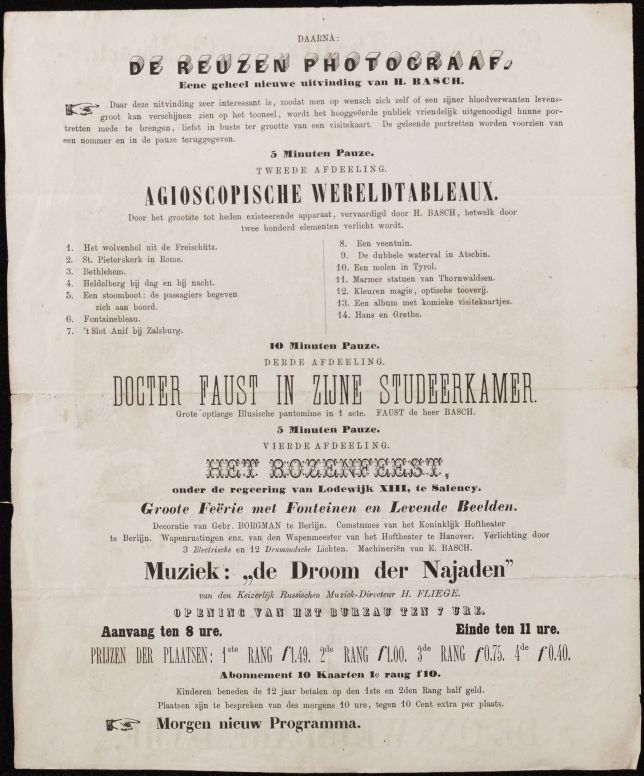 DAARNA:
DE REUZEN PHOTOGRAAF.
Eene geheel nieuwe uitvinding van H. BASCH.
Daar deze uitvinding zeer interessant is, zoodat men op wensch zich zelf of een zijner bloedverwanten levens-
groot kan verschijnen zien op het tooneel, wordt het hooggeëerde publiek vriendelijk uitgenoodigd hunne por-
tretten mede te brengen, liefst in buste ter grootte van een visitekaart. De geleende portretten worden voorzien van
een nommer en in de pauze teruggegeven.
5 Minuten Pauze.
TWEEDE AFDEELING.
AGIOSCOPISCHE WERELDTABLEAUX.
Door het grootste tot heden existeerende apparaat, vervaardigd door H. BASCH, hetwelk door
twee honderd elementen verlicht wordt.
1. Het wolvenhol uit de Freischütz.
2. St. Pieterskerk in Rome.
3. Bethlehem.
4. Heldelberg bij dag en bij nacht.
5. Een stoomboot: de passagiers begeven
zich aan boord.
6. Fontainebleau.
7. 't Slot Anif bij Zalsburg.
8. Een veentuin.
9. De dubbele waterval in Atschin.
10. Een molen in Tyrol.
11. Marmer statuen van Thornwaldsen.
12. Kleuren magie, optische tooverij.
13. Een album met komieke visitekaartjes.
14. Hans en Grethe.
10 Minuten Pauze.
DERDE AFDEELING.
DOCTER FAUST IN ZIJNE STUDEERKAMER.
Grote optiscge Illusische pantomime in 1 acte. FAUST de heer BASCH.
5 Minuten Pauze.
VIERDE AFDEELING.
HET ROZENFEEST,
onder de regeering van Lodewijk XIII, te Salency.
Groote Feërie met Fonteinen en Levende Beelden.
Decoratie van Gebr. BORGMAN te Berlijn. Comstumes van het Koninklijk Hoftheater
te Berlijn. Wapenrustingen enz. van den Wapenmeester van het Hoftheater te Hanover. Verlichting door
3 Electrische en 12 Drumondsche Lichten. Machineriën van E. BASCH.
Muziek: „de Droom der Najaden”
van den Keizerlijk Russischen Muziek-Directeur H. FLIEGE.
OPENING VAN HET BUREAU TEN 7 URE.
Aanvang ten 8 ure. Einde ten 11 ure.
PRIJZEN DER PLAATSEN: 1ste RANG ƒ1.49. 2de RANG ƒ1.00. 3de RANG ƒ0.75. 4de ƒ0.40.
Abonnement 10 Kaarten 1e rang f10.
Kinderen beneden de 12 jaar betalen op den 1ste en 2den Rang half geld.
Plaatsen zijn te bespreken van des morgens 10 ure, tegen 10 Cent extra per plaats.
Morgen nieuw Programma.